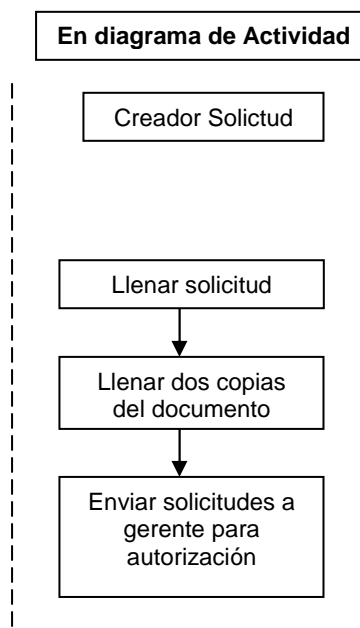 En diagrama de Actividad
Creador Solictud
Llenar solicitud
Llenar dos copias
del documento
Enviar solicitudes a
gerente para
autorización